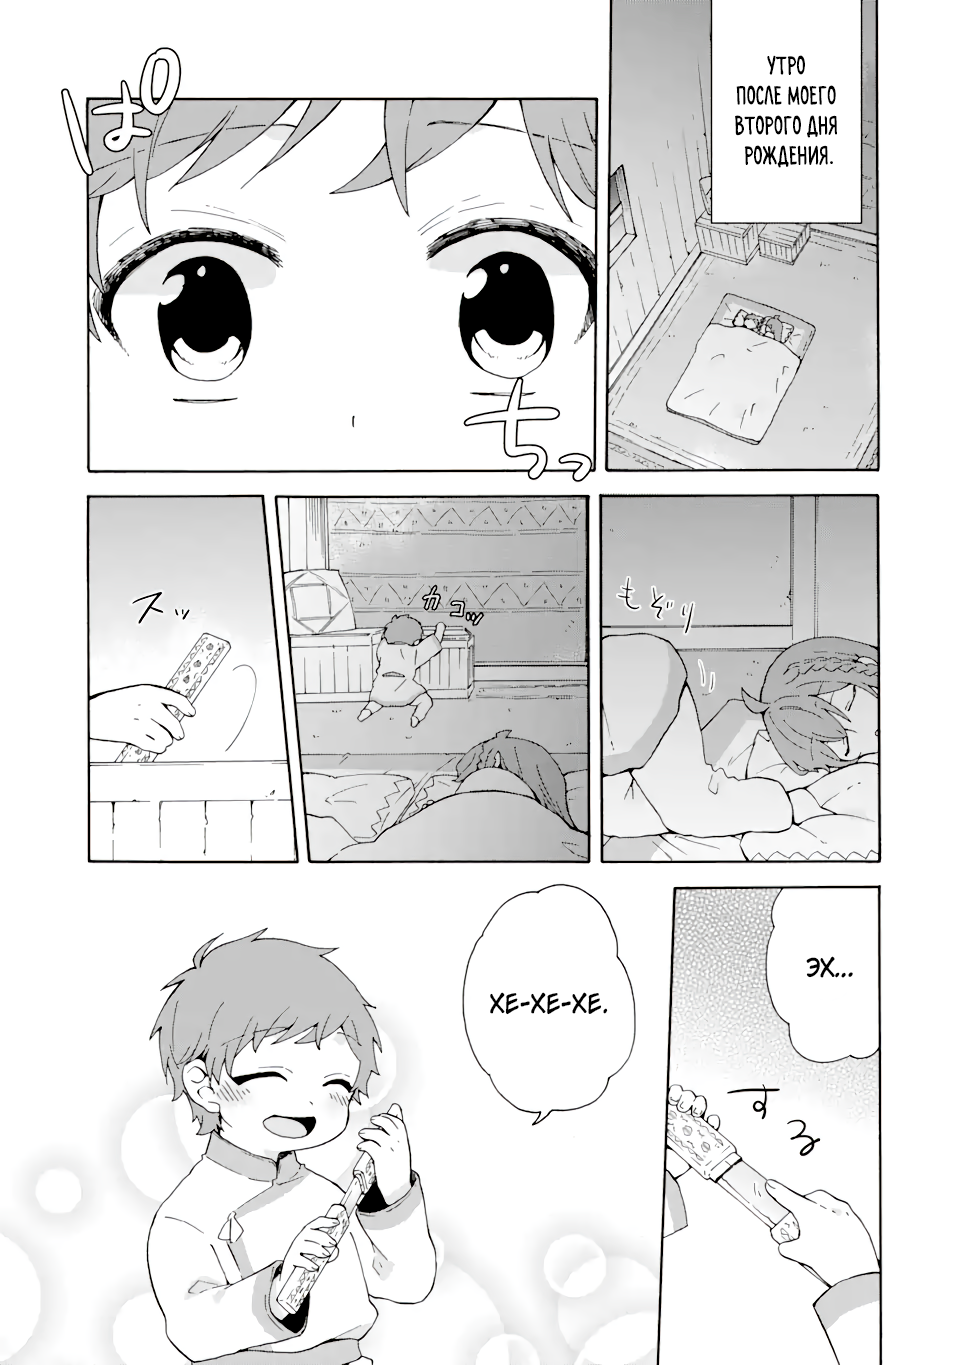 УТРО
ПОСЛЕ МОЕГО
ВТОРОГО ДНЯ
РОЖДЕНИЯ.
ぱ
ちっ
もぞり
カコッ
スッ
ЭХ...
する
ХЕ-ХЕ-ХЕ.